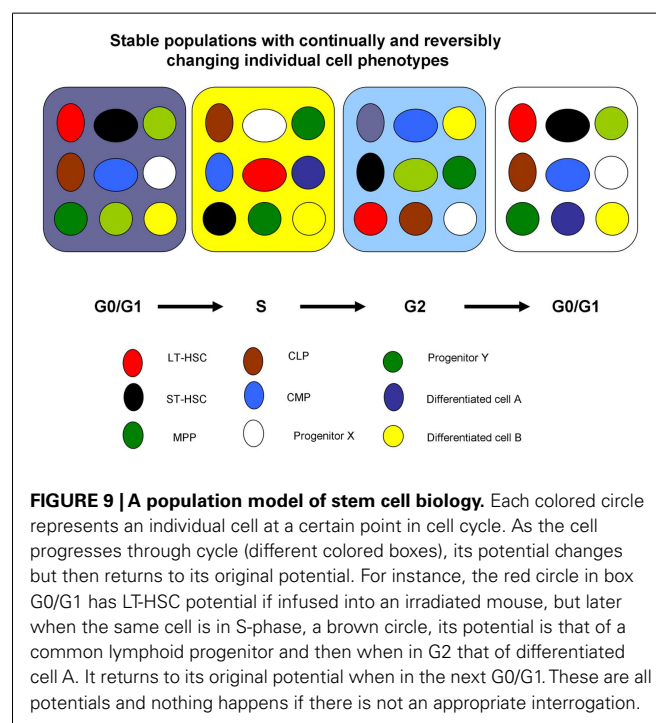 Stable populations with continually and reversibly
changing individual cell phenotypes
G0/G1 S G2 G0/G1
LT-HSC CLP Progenitor Y
ST-HSC CMP Differentiated cell A
MPP Progenitor X Differentiated cell B
FIGURE 9 | A population model of stem cell biology. Each colored circle
represents an individual cell at a certain point in cell cycle. As the cell
progresses through cycle (different colored boxes), its potential changes
but then returns to its original potential. For instance, the red circle in box
G0/G1 has LT-HSC potential if infused into an irradiated mouse, but later
when the same cell is in S-phase, a brown circle, its potential is that of a
common lymphoid progenitor and then when in G2 that of differentiated
cell A. It returns to its original potential when in the next G0/G1. These are all
potentials and nothing happens if there is not an appropriate interrogation.